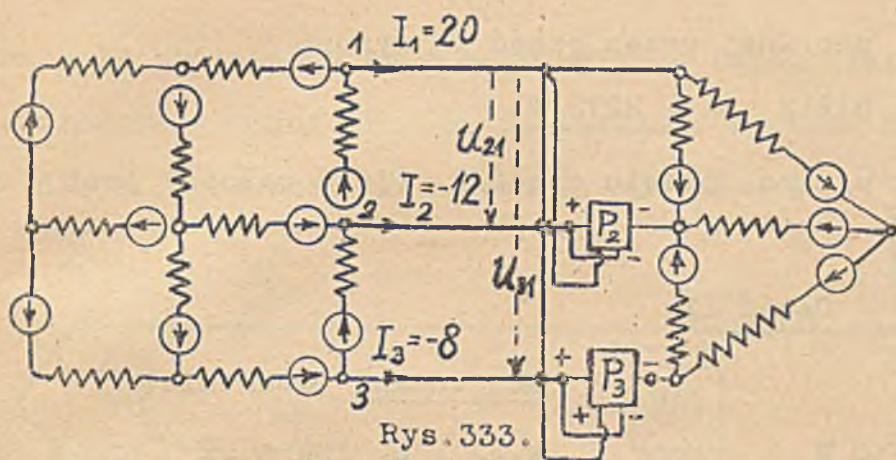 1 I₁=20
U₂₁
2 I₂=-12
+ P₂ -
-
U₃₁
I₃=-8
3
+ P₃ -
+ -
Rys.333.